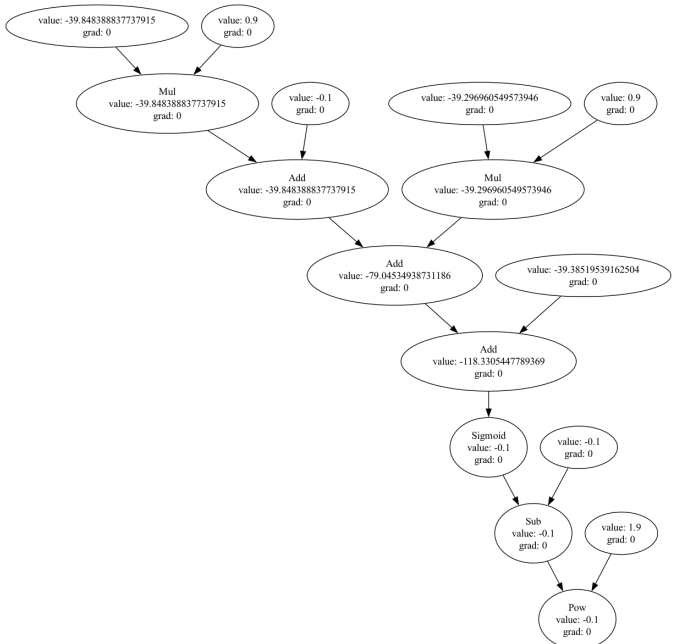 value: -39.848388837737915
grad: 0
value: 0.9
grad: 0
Mul
value: -39.848388837737915
grad: 0
value: -0.1
grad: 0
value: -39.296960549573946
grad: 0
value: 0.9
grad: 0
Add
value: -39.848388837737915
grad: 0
Mul
value: -39.296960549573946
grad: 0
Add
value: -79.04534938731186
grad: 0
value: -39.38519539162504
grad: 0
Add
value: -118.3305447789369
grad: 0
Sigmoid
value: -0.1
grad: 0
value: -0.1
grad: 0
Sub
value: -0.1
grad: 0
value: 1.9
grad: 0
Pow
value: -0.1
grad: 0